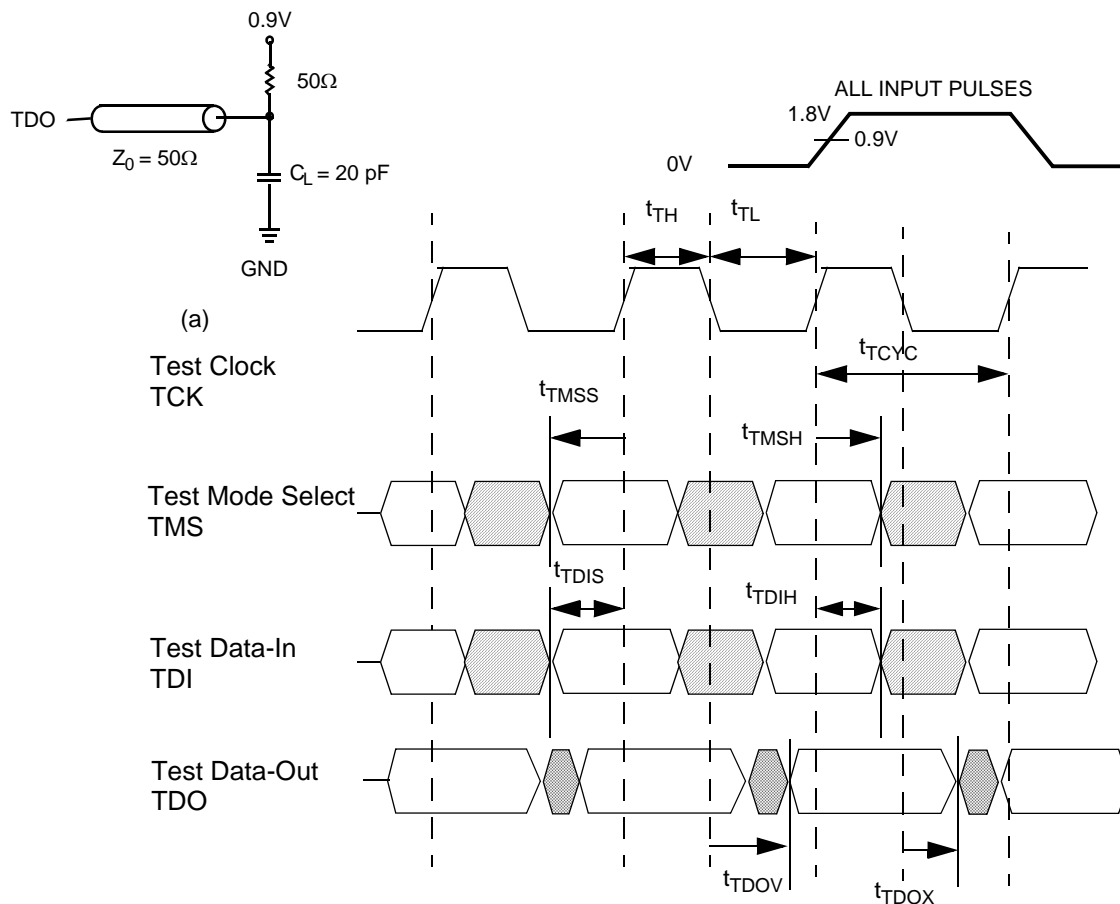 0.9V
50Ω
TDO
Z0 = 50Ω
CL = 20 pF
GND
(a)
ALL INPUT PULSES
1.8V
0.9V
0V
tTH
tTL
Test Clock
TCK
tTCYC
tTMSS
tTMSH
Test Mode Select
TMS
tTDIS
tTDIH
Test Data-In
TDI
Test Data-Out
TDO
tTDOV
tTDOX